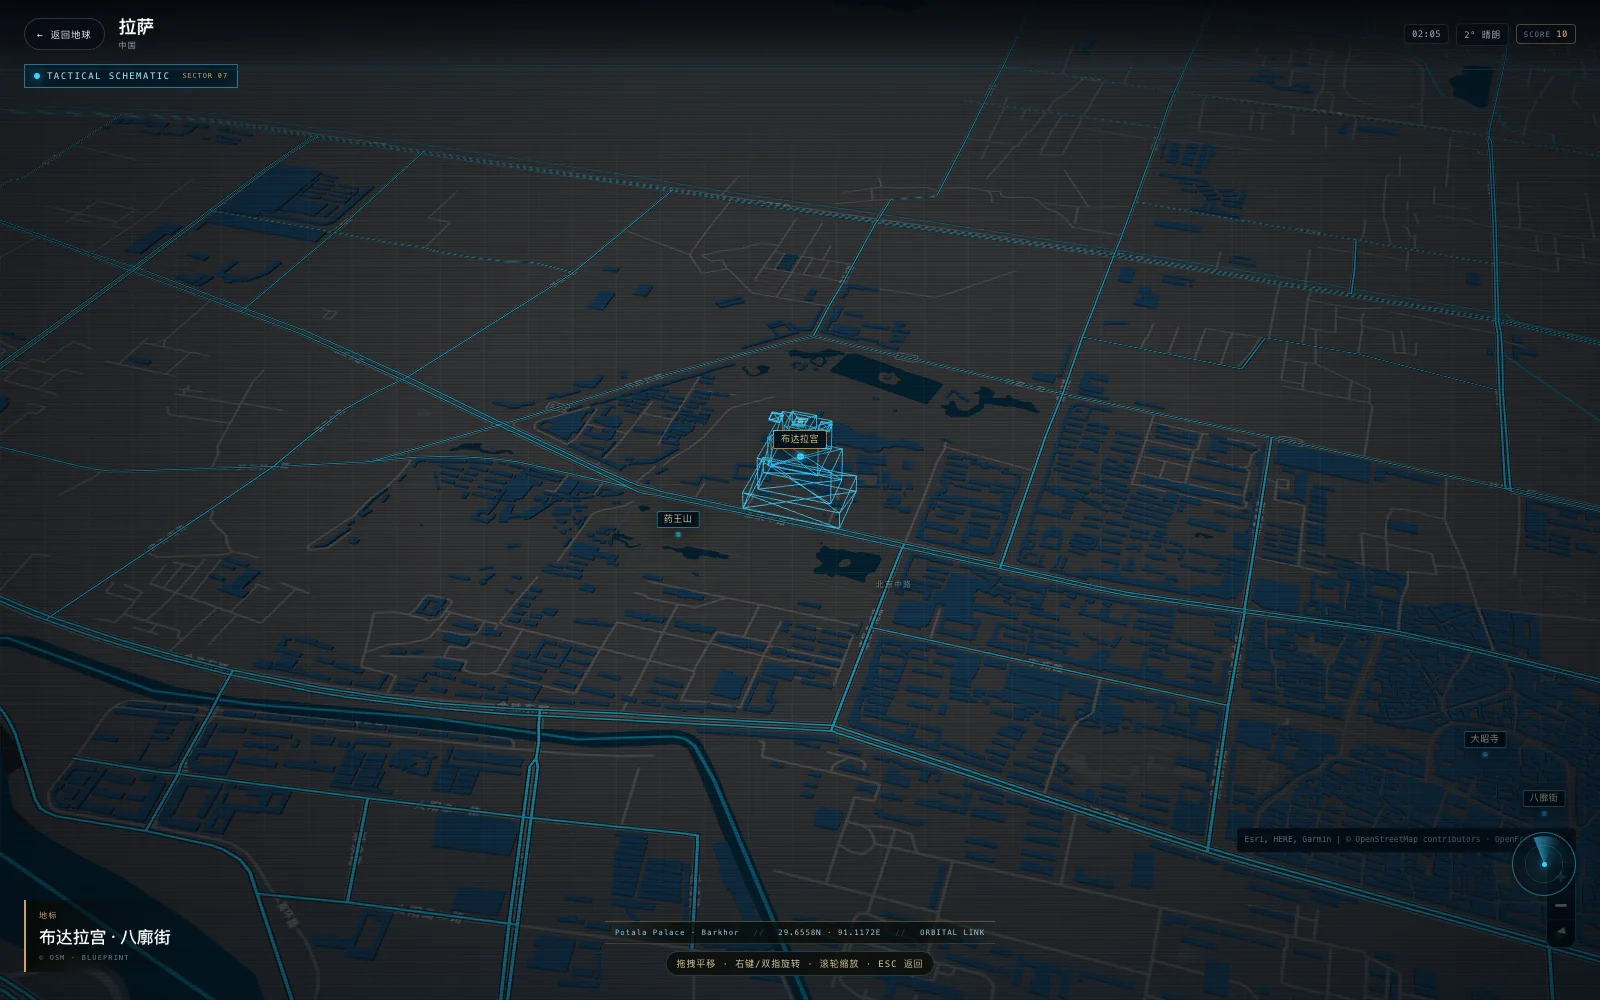 ← 返回地球
拉萨
中国
02:05
2° 晴朗
SCORE 10
TACTICAL SCHEMATIC SECTOR 07
布达拉宫
药王山
北京中路
大昭寺
八廓街
Esri, HERE, Garmin | © OpenStreetMap contributors · OpenFr
地标
布达拉宫 · 八廓街
© OSM · BLUEPRINT
Potala Palace · Barkhor // 29.6558N · 91.1172E // ORBITAL LINK
拖拽平移 · 右键/双指旋转 · 滚轮缩放 · ESC 返回